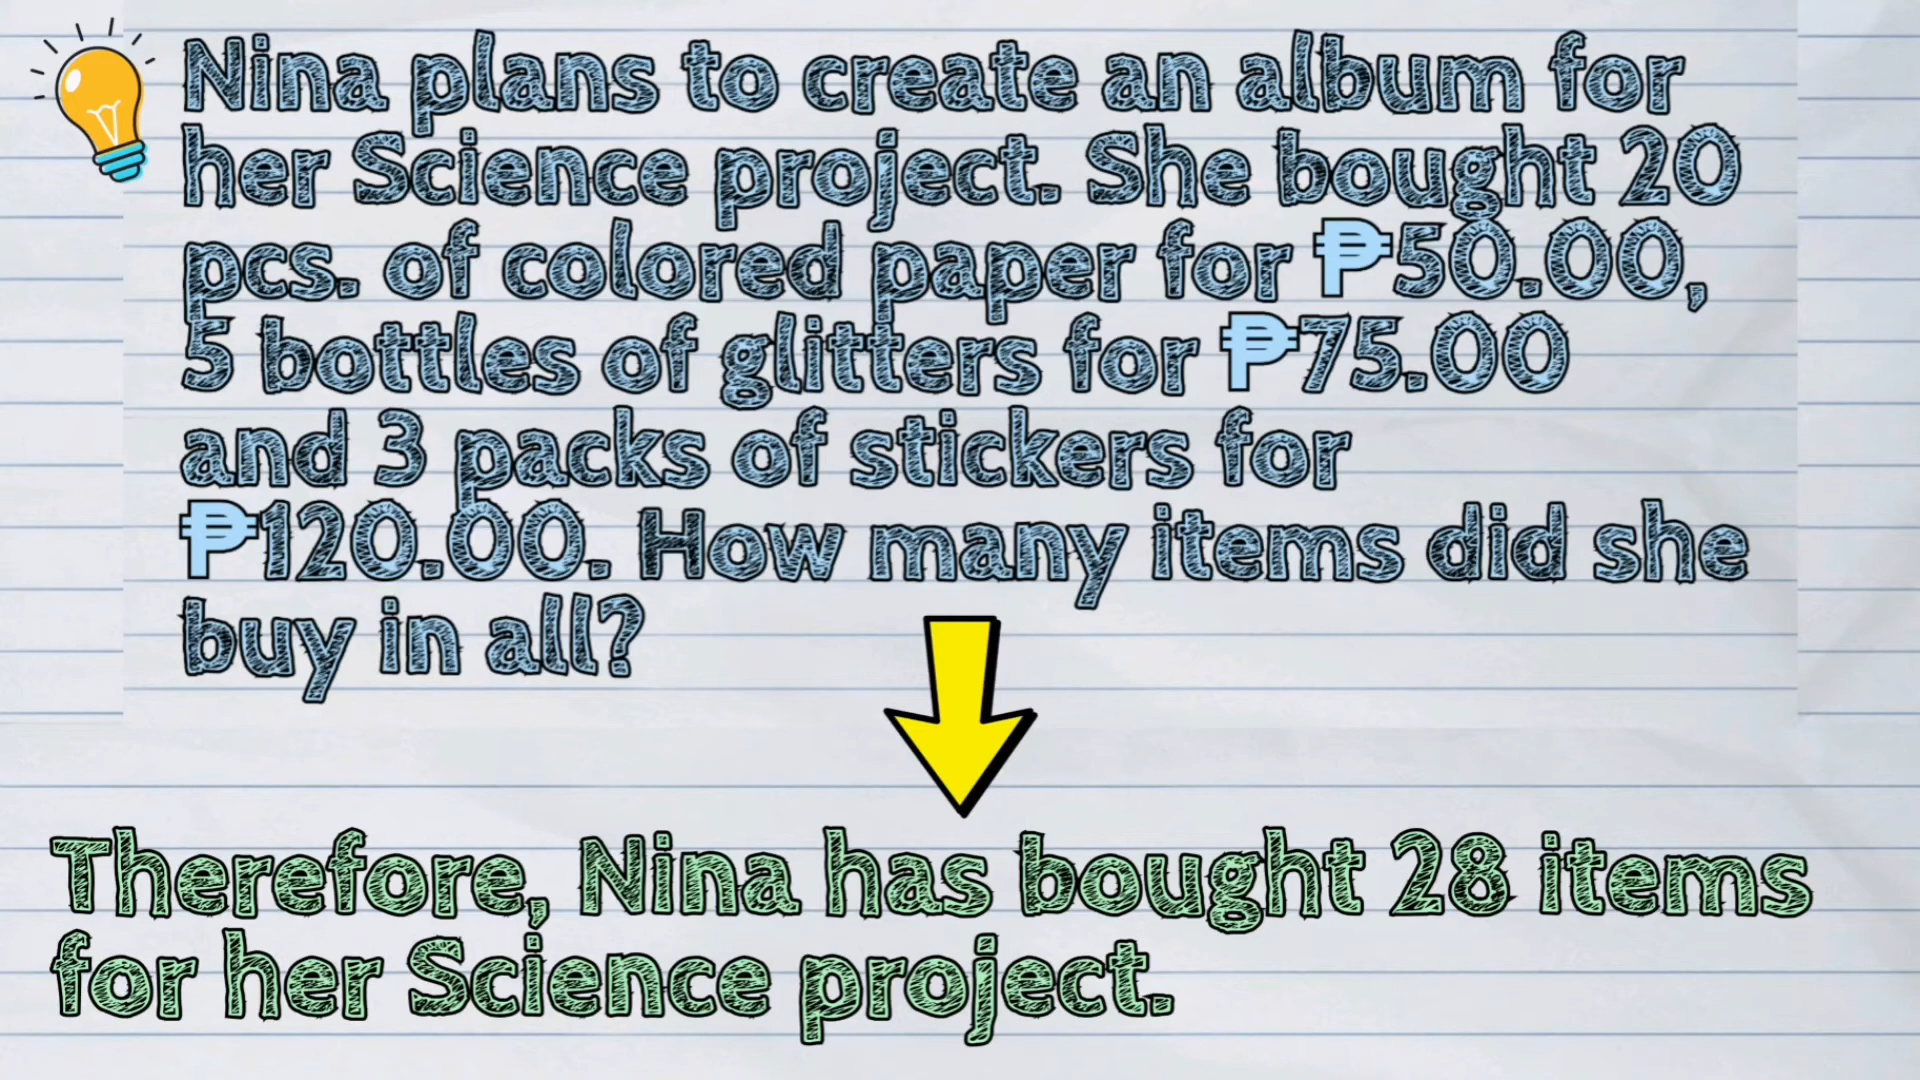 Nina plans to create an album for
her Science project. She bought 20
pcs. of colored paper for ₱50.00,
5 bottles of glitters for ₱75.00
and 3 packs of stickers for
₱120.00. How many items did she
buy in all?
Therefore, Nina has bought 28 items
for her Science project.